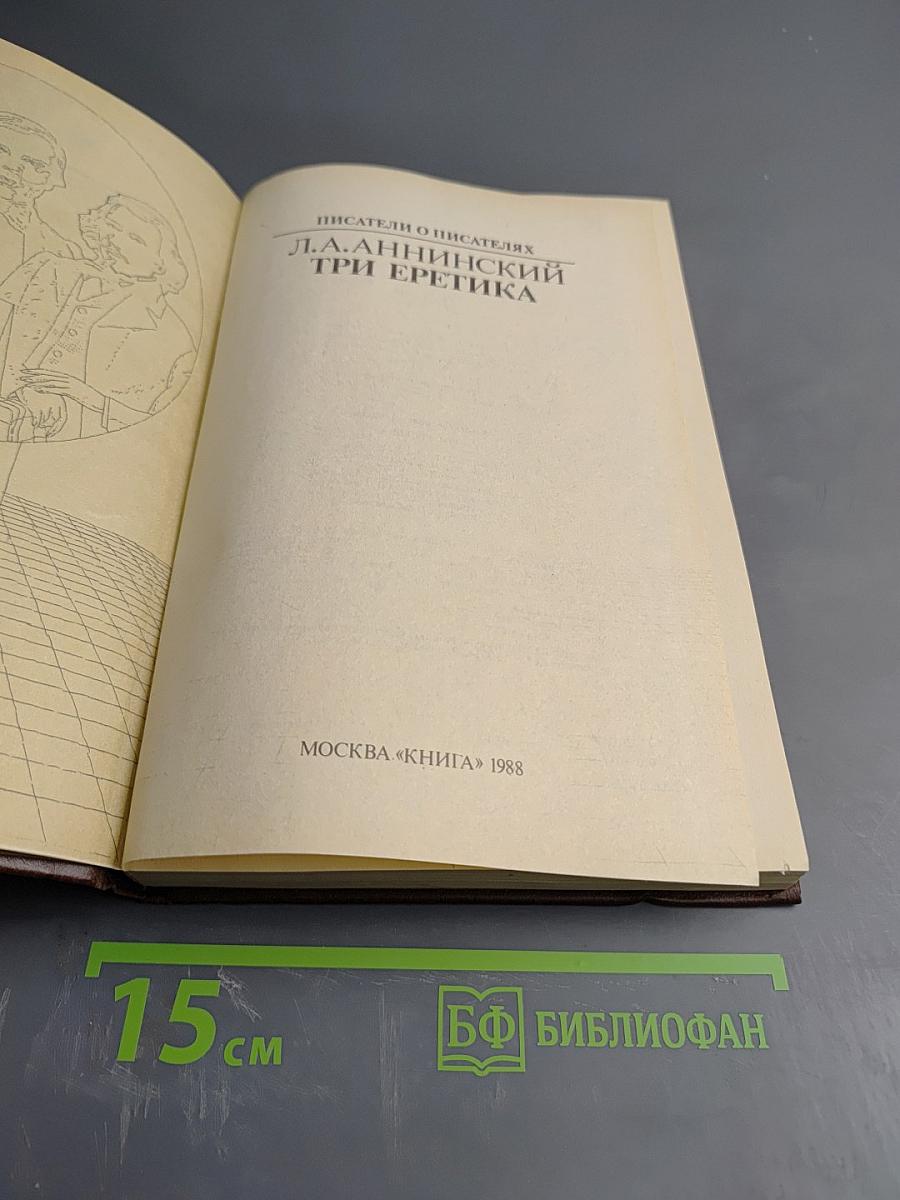 ПИСАТЕЛИ О ПИСАТЕЛЯХ
Л.А.АННИНСКИЙ
ТРИ ЕРЕТИКА
МОСКВА.«КНИГА» 1988
15 см
БФ БИБЛИОФАН